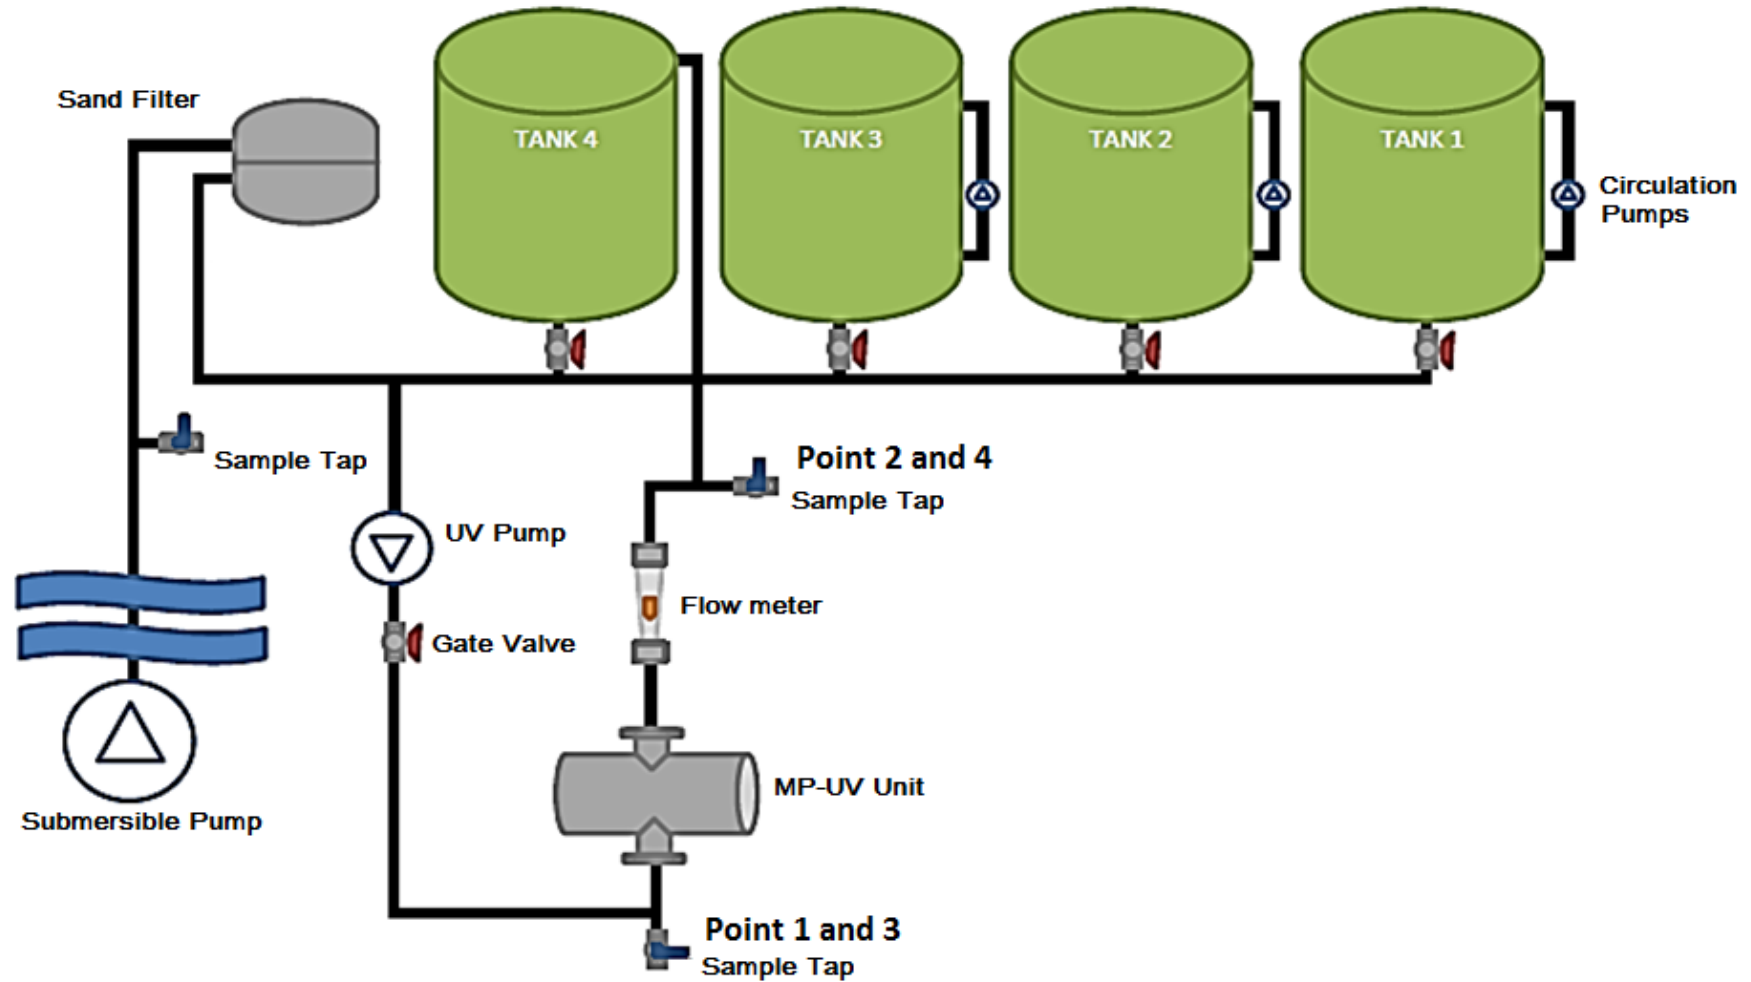 Sand Filter
TANK 4
TANK 3
TANK 2
TANK 1
Circulation
Pumps
Sample Tap
Point 2 and 4
Sample Tap
UV Pump
Flow meter
Gate Valve
MP-UV Unit
Submersible Pump
Point 1 and 3
Sample Tap